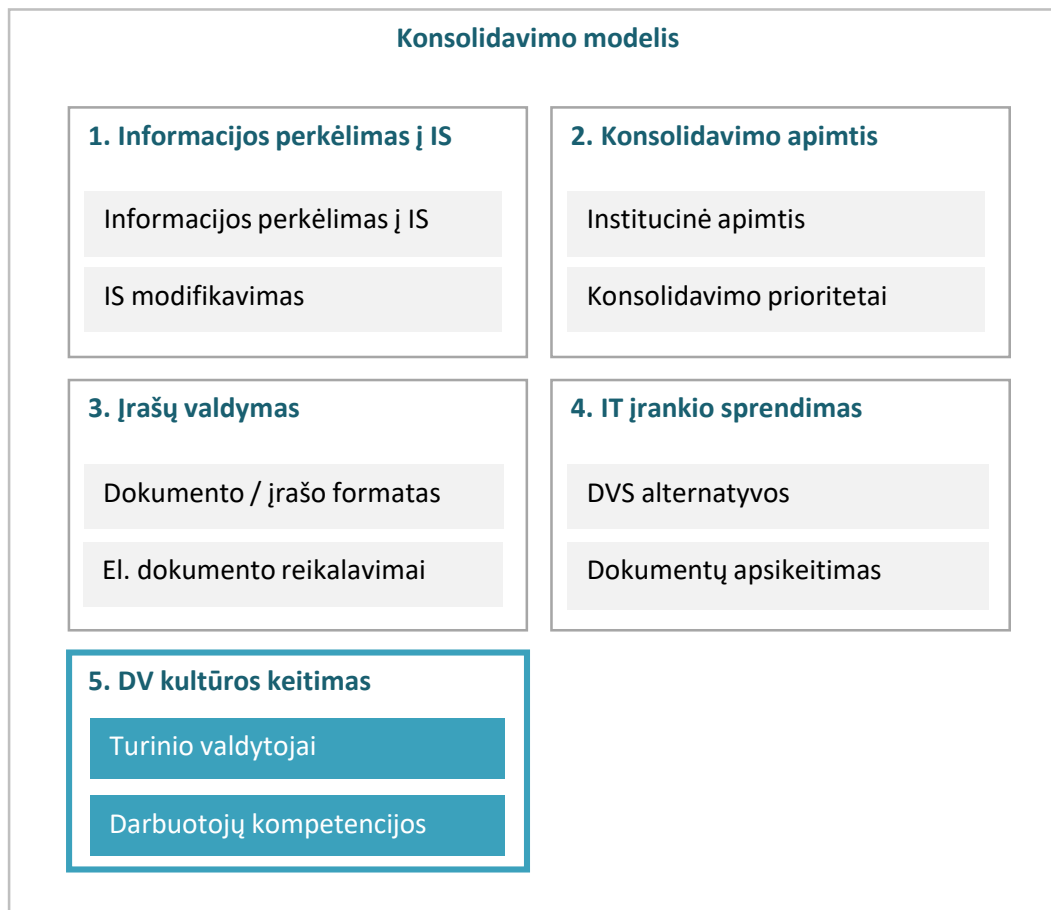 Konsolidavimo modelis
1. Informacijos perkėlimas į IS
Informacijos perkėlimas į IS
IS modifikavimas
2. Konsolidavimo apimtis
Institucinė apimtis
Konsolidavimo prioritetai
3. Įrašų valdymas
Dokumento / įrašo formatas
El. dokumento reikalavimai
4. IT įrankio sprendimas
DVS alternatyvos
Dokumentų apsikeitimas
5. DV kultūros keitimas
Turinio valdytojai
Darbuotojų kompetencijos